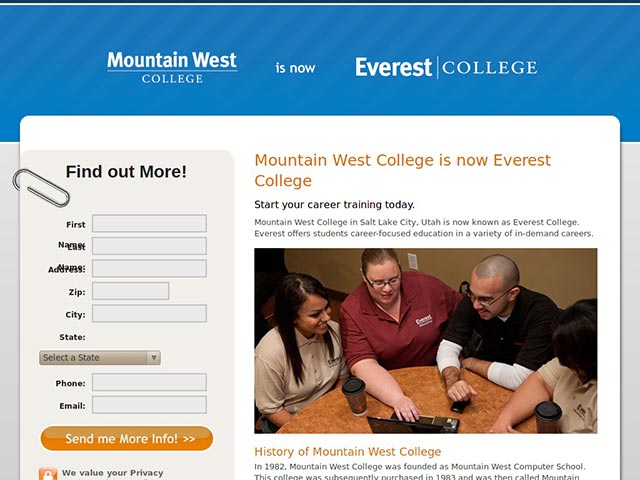 Mountain West
COLLEGE
is now
Everest COLLEGE
Find out More!
First
Name:
Last
Name:
Address:
Zip:
City:
State:
Select a State
Phone:
Email:
Send me More Info! >>
We value your Privacy
Mountain West College is now Everest
College
Start your career training today.
Mountain West College in Salt Lake City, Utah is now known as Everest College.
Everest offers students career-focused education in a variety of in-demand careers.
Everest
History of Mountain West College
In 1982, Mountain West College was founded as Mountain West Computer School.
This college was subsequently purchased in 1983 and was then called Mountain